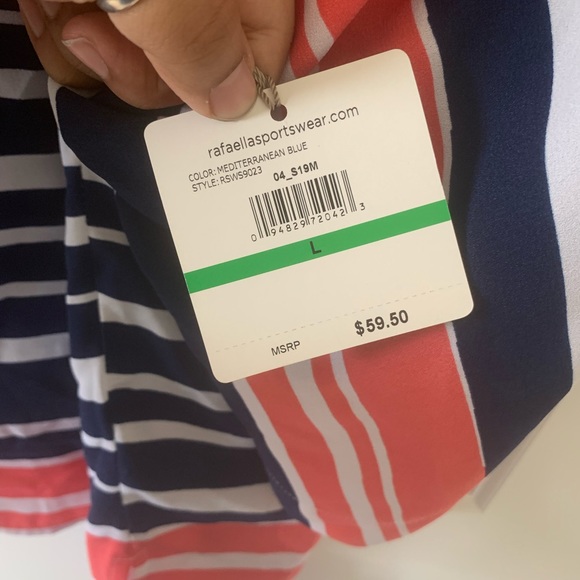 rafaellasportswear.com
COLOR: MEDITERRANEAN BLUE
STYLE: RSWS9023 04_S19M
0 94829 72042 3
L
MSRP $59.50